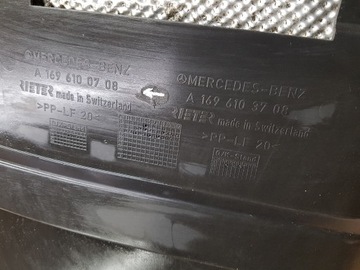 MERCEDES-BENZ
A 169 610 07 08
RIETER made in Switzerland
>PP-LF 20<
MERCEDES-BENZ
A 169 610 37 08
RIETER made in Switzerland
>PP-LF 20<